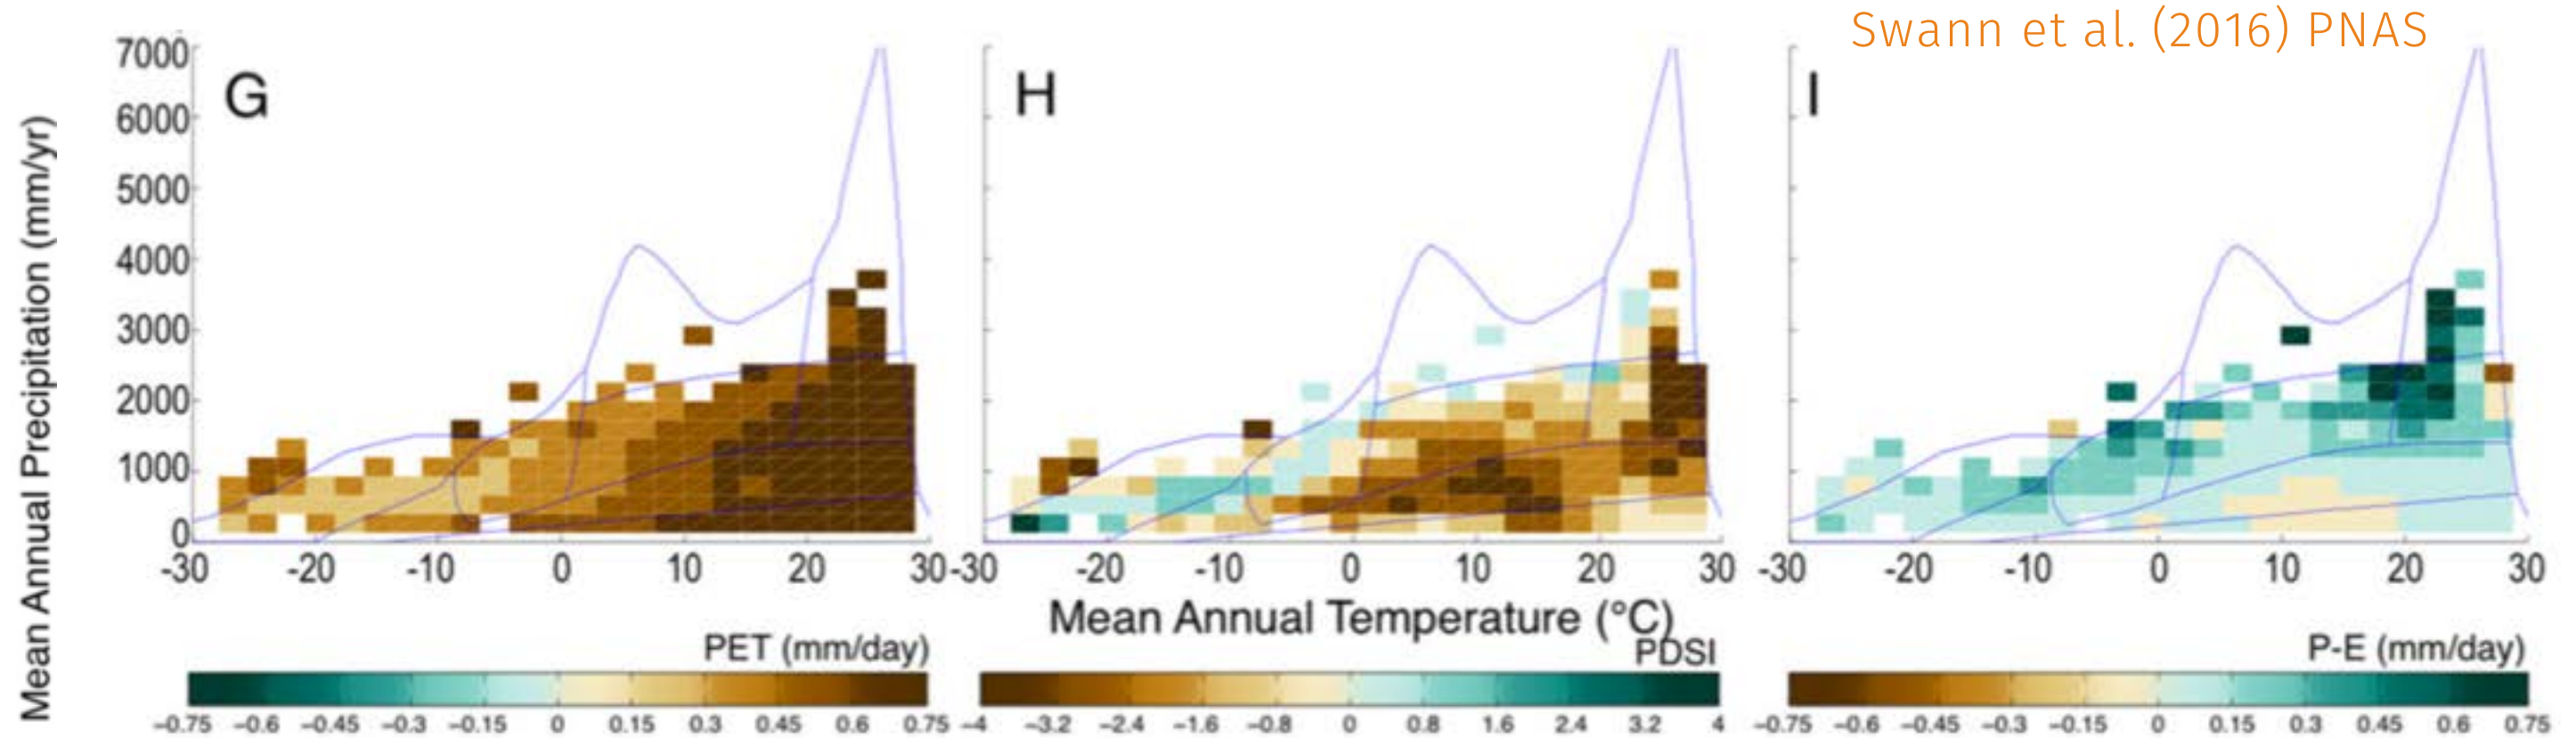 Swann et al. (2016) PNAS
G
H
I
Mean Annual Precipitation (mm/yr)
7000
6000
5000
4000
3000
2000
1000
0
-30 -20 -10 0 10 20 30
-30 -20 -10 0 10 20 30
-30 -20 -10 0 10 20 30
Mean Annual Temperature (°C)
PET (mm/day)
PDSI
P-E (mm/day)
−0.75 −0.6 −0.45 −0.3 −0.15 0 0.15 0.3 0.45 0.6 0.75
−4 −3.2 −2.4 −1.6 −0.8 0 0.8 1.6 2.4 3.2 4
−0.75 −0.6 −0.45 −0.3 −0.15 0 0.15 0.3 0.45 0.6 0.75